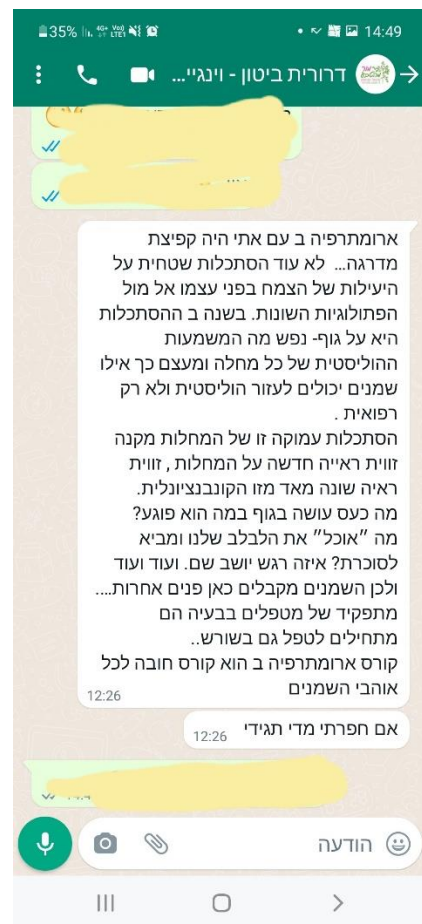 35% 4G+ Vo)) LTE1 14:49
דרורית ביטון - וינגיי...
ארומתרפיה ב עם אתי היה קפיצת
מדרגה... לא עוד הסתכלות שטחית על
היעילות של הצמח בפני עצמו אל מול
הפתולוגיות השונות. בשנה ב ההסתכלות
היא על גוף- נפש מה המשמעות
ההוליסטית של כל מחלה ומעצם כך אילו
שמנים יכולים לעזור הוליסטית ולא רק
רפואית .
הסתכלות עמוקה זו של המחלות מקנה
זווית ראייה חדשה על המחלות , זווית
ראיה שונה מאד מזו הקונבנציונלית.
מה כעס עושה בגוף במה הוא פוגע?
מה ״אוכל״ את הלבלב שלנו ומביא
לסוכרת? איזה רגש יושב שם. ועוד ועוד
ולכן השמנים מקבלים כאן פנים אחרות....
מתפקיד של מטפלים בבעיה הם
מתחילים לטפל גם בשורש..
קורס ארומתרפיה ב הוא קורס חובה לכל
אוהבי השמנים
12:26
אם חפרתי מדי תגידי 12:26
הודעה